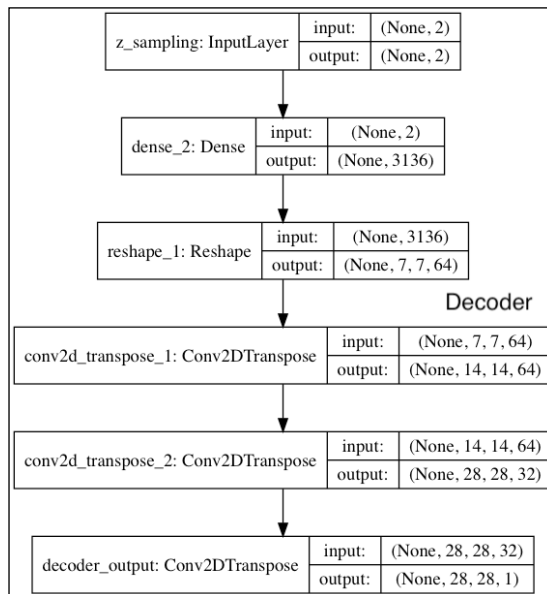 z_sampling: InputLayer
input: (None, 2)
output: (None, 2)
dense_2: Dense
input: (None, 2)
output: (None, 3136)
reshape_1: Reshape
input: (None, 3136)
output: (None, 7, 7, 64)
Decoder
conv2d_transpose_1: Conv2DTranspose
input: (None, 7, 7, 64)
output: (None, 14, 14, 64)
conv2d_transpose_2: Conv2DTranspose
input: (None, 14, 14, 64)
output: (None, 28, 28, 32)
decoder_output: Conv2DTranspose
input: (None, 28, 28, 32)
output: (None, 28, 28, 1)